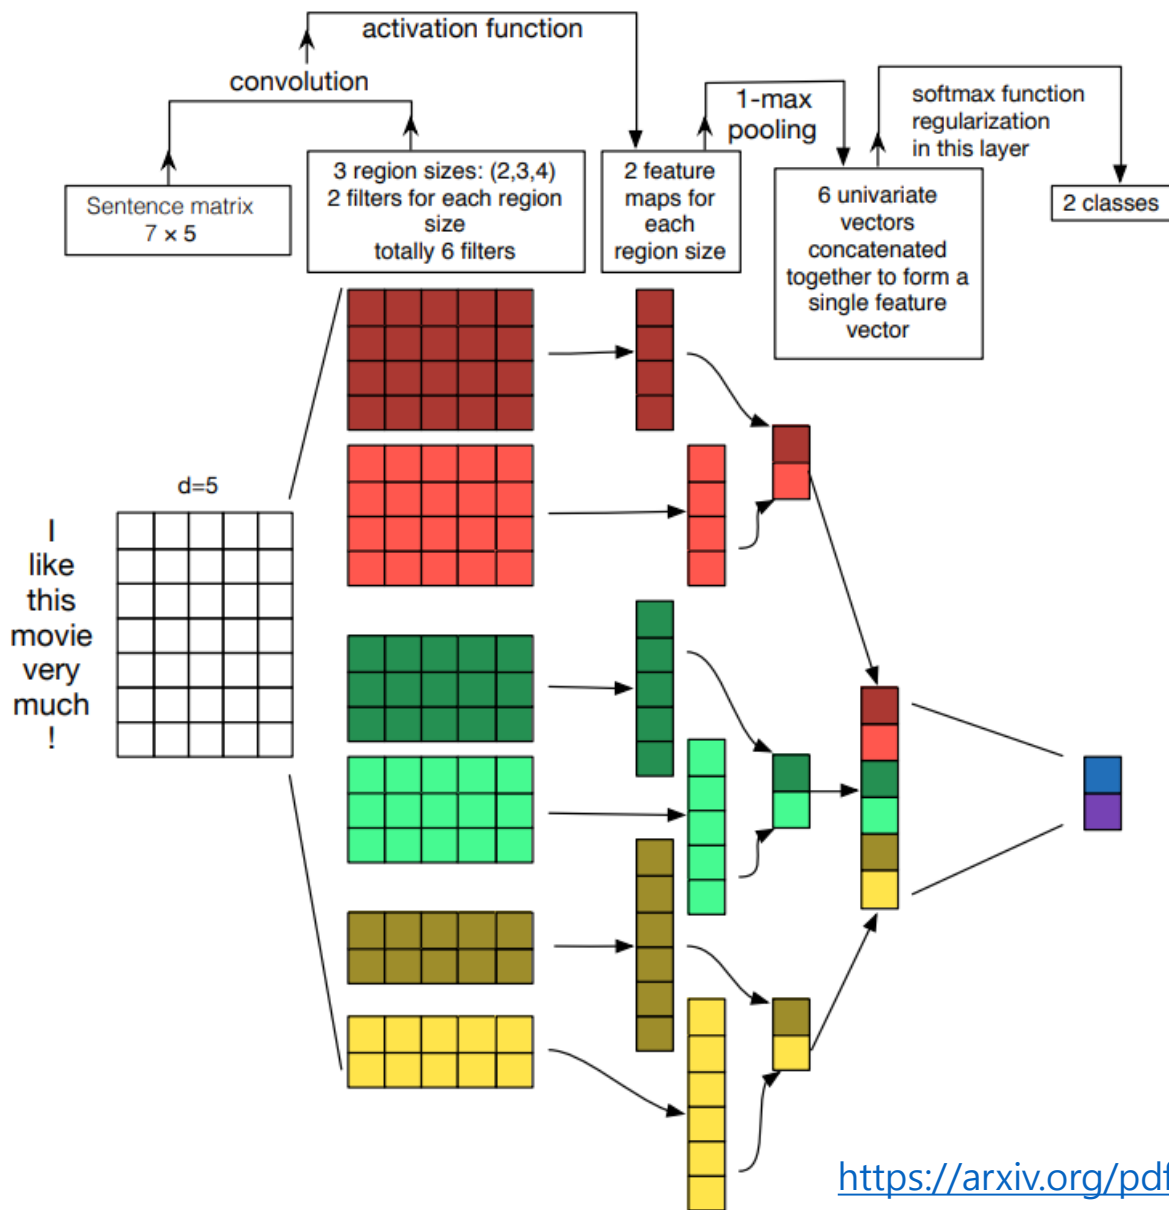 activation function
convolution
1-max
pooling
softmax function
regularization
in this layer
Sentence matrix
7 × 5
3 region sizes: (2,3,4)
2 filters for each region
size
totally 6 filters
2 feature
maps for
each
region size
6 univariate
vectors
concatenated
together to form a
single feature
vector
2 classes
d=5
I
like
this
movie
very
much
!
https://arxiv.org/pdf